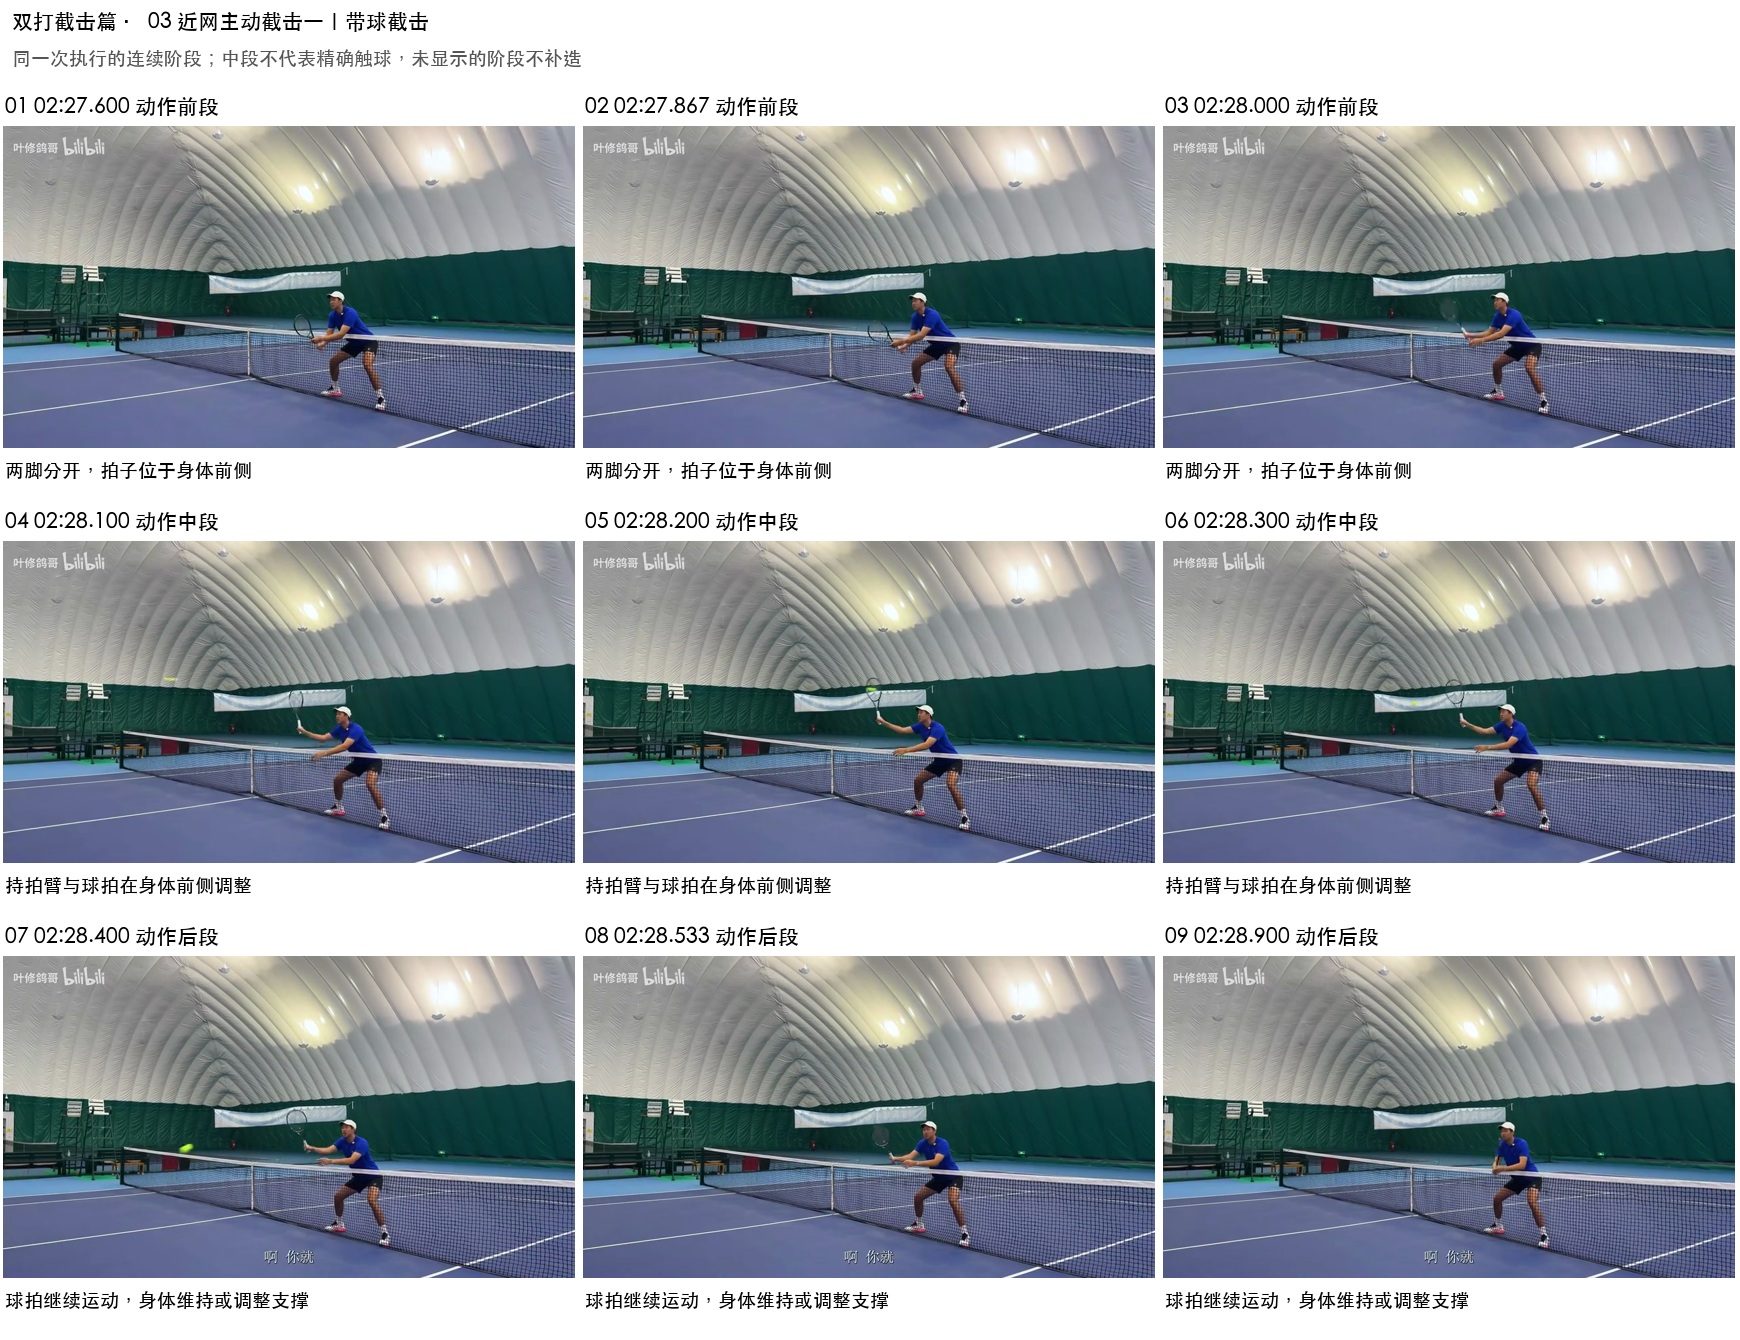 双打截击篇· 03 近网主动截击一丨带球截击
同一次执行的连续阶段；中段不代表精确触球，未显示的阶段不补造
01 02:27.600 动作前段
02 02:27.867 动作前段
03 02:28.000 动作前段
叶修鸽哥 bilibili
叶修鸽哥 bilibili
叶修鸽哥 bilibili
两脚分开，拍子位于身体前侧
两脚分开，拍子位于身体前侧
两脚分开，拍子位于身体前侧
04 02:28.100 动作中段
05 02:28.200 动作中段
06 02:28.300 动作中段
叶修鸽哥 bilibili
叶修鸽哥 bilibili
叶修鸽哥 bilibili
持拍臂与球拍在身体前侧调整
持拍臂与球拍在身体前侧调整
持拍臂与球拍在身体前侧调整
07 02:28.400 动作后段
08 02:28.533 动作后段
09 02:28.900 动作后段
叶修鸽哥 bilibili
叶修鸽哥 bilibili
叶修鸽哥 bilibili
啊 你就
啊 你就
啊 你就
球拍继续运动，身体维持或调整支撑
球拍继续运动，身体维持或调整支撑
球拍继续运动，身体维持或调整支撑